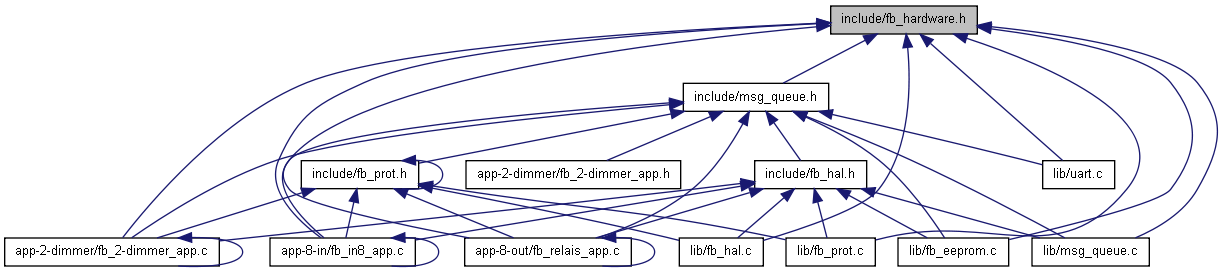 include/fb_hardware.h
include/msg_queue.h
include/fb_prot.h
app-2-dimmer/fb_2-dimmer_app.h
include/fb_hal.h
lib/uart.c
app-2-dimmer/fb_2-dimmer_app.c
app-8-in/fb_in8_app.c
app-8-out/fb_relais_app.c
lib/fb_hal.c
lib/fb_prot.c
lib/fb_eeprom.c
lib/msg_queue.c